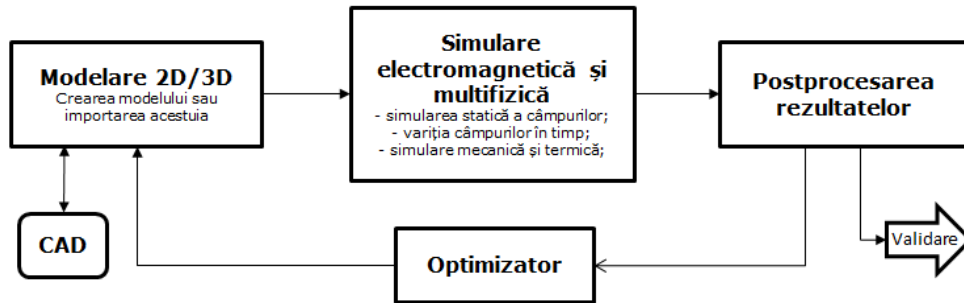 Modelare 2D/3D
Crearea modelului sau
importarea acestuia
Simulare
electromagnetică și
multifizică
- simularea statică a câmpurilor;
- variția câmpurilor în timp;
- simulare mecanică și termică;
Postprocesarea
rezultatelor
CAD
Optimizator
Validare